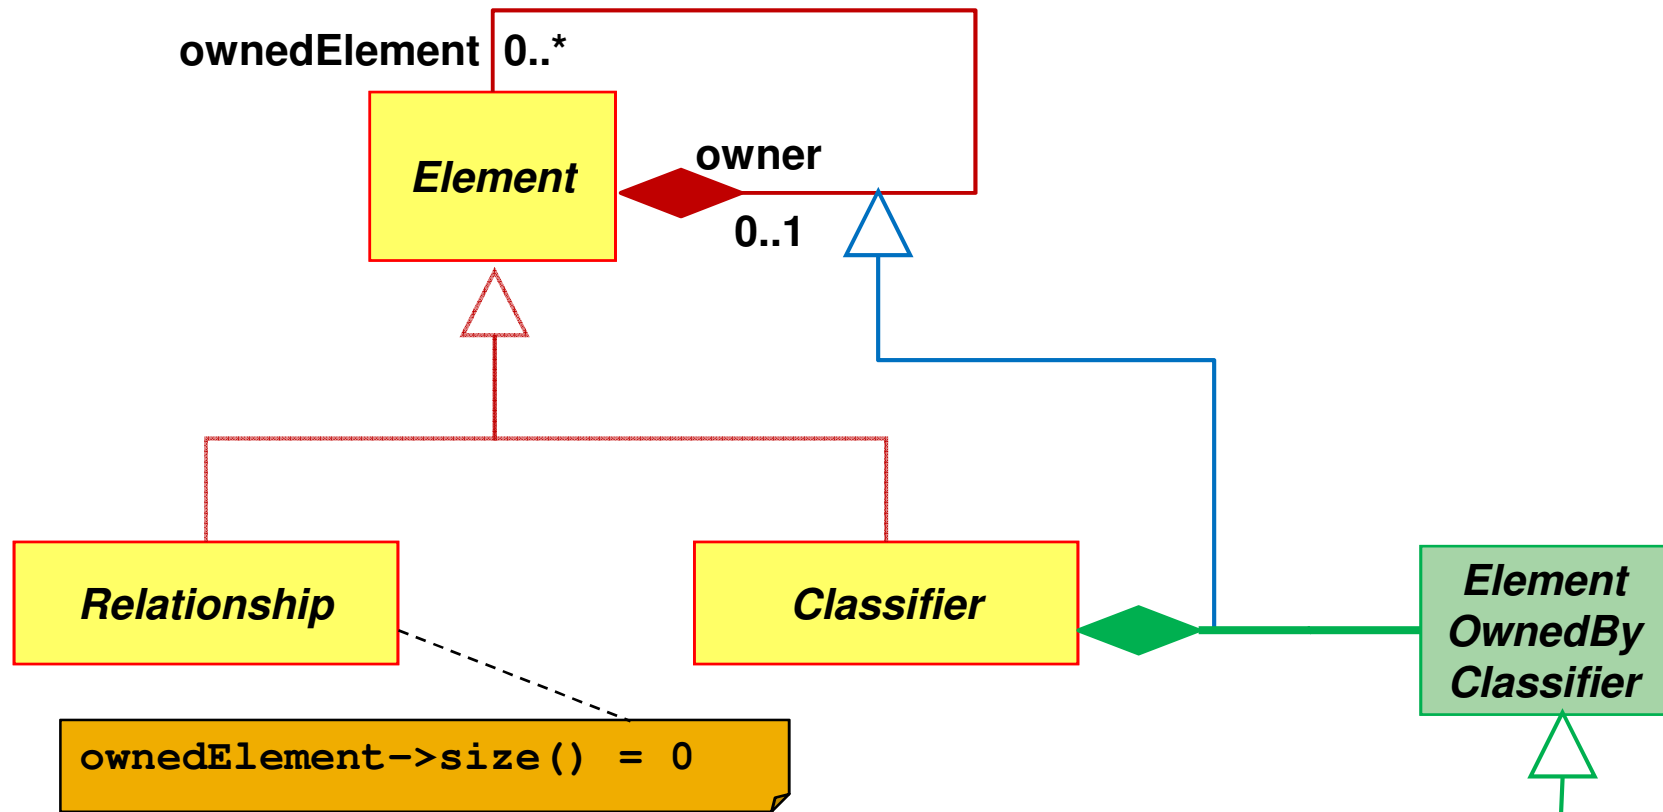 ownedElement 0..*
Element
owner
0..1
Relationship
Classifier
Element
OwnedBy
Classifier
ownedElement->size() = 0